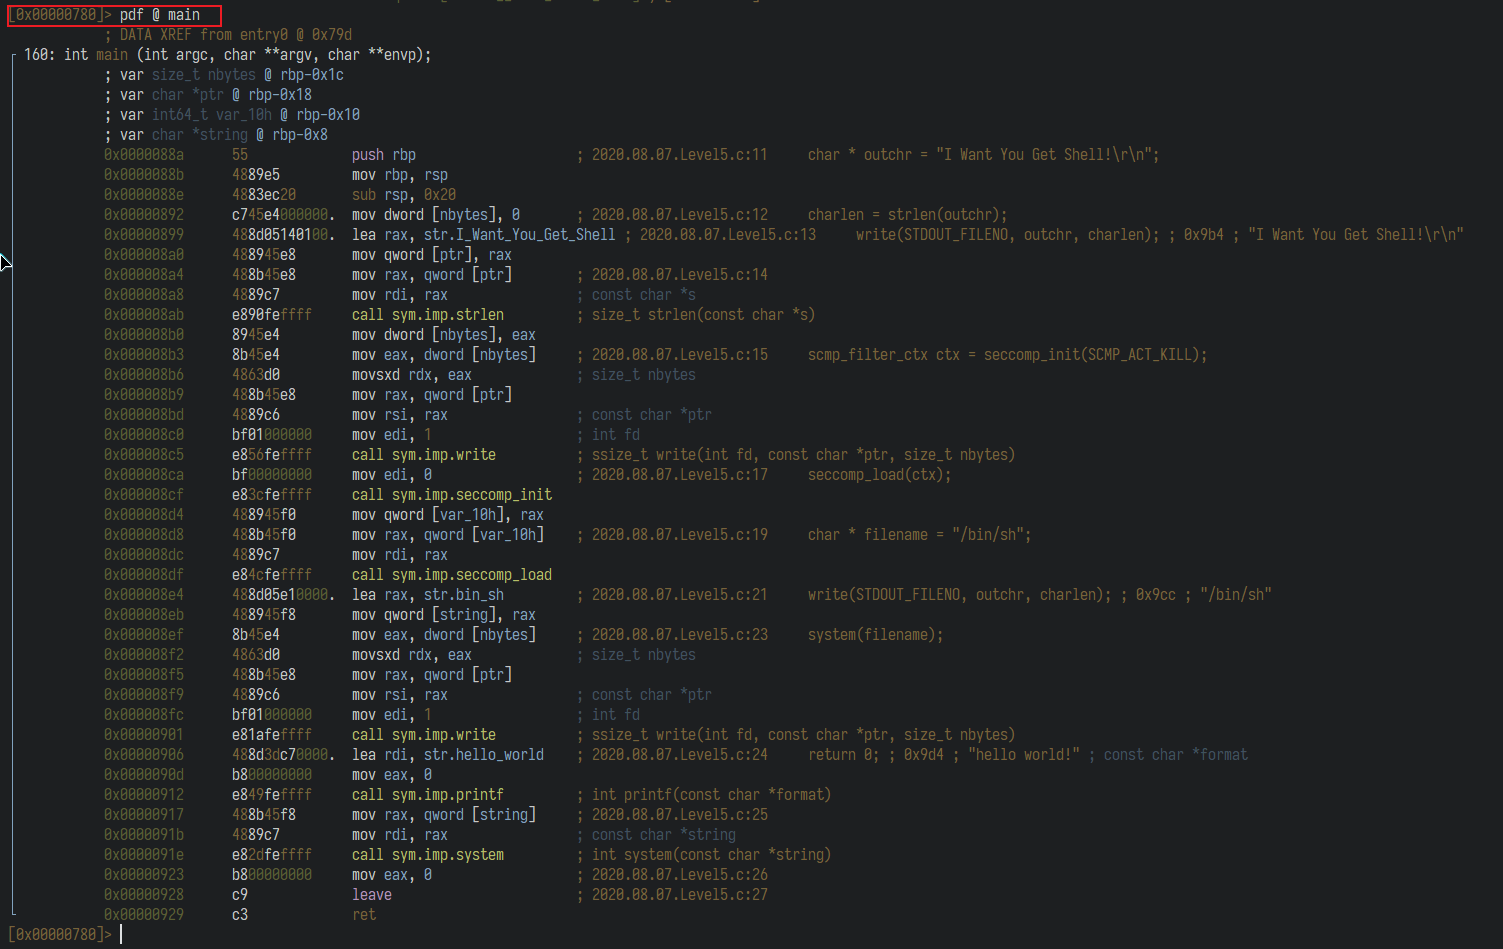 [0x00000780]> pdf @ main
; DATA XREF from entry0 @ 0x79d
160: int main (int argc, char **argv, char **envp);
; var size_t nbytes @ rbp-0x1c
; var char *ptr @ rbp-0x18
; var int64_t var_10h @ rbp-0x10
; var char *string @ rbp-0x8
0x0000088a 55 push rbp ; 2020.08.07.Level5.c:11 char * outchr = "I Want You Get Shell!\r\n";
0x0000088b 4889e5 mov rbp, rsp
0x0000088e 4883ec20 sub rsp, 0x20
0x00000892 c745e4000000. mov dword [nbytes], 0 ; 2020.08.07.Level5.c:12 charlen = strlen(outchr);
0x00000899 488d05140100. lea rax, str.I_Want_You_Get_Shell ; 2020.08.07.Level5.c:13 write(STDOUT_FILENO, outchr, charlen); ; 0x9b4 ; "I Want You Get Shell!\r\n"
0x000008a0 488945e8 mov qword [ptr], rax
0x000008a4 488b45e8 mov rax, qword [ptr] ; 2020.08.07.Level5.c:14
0x000008a8 4889c7 mov rdi, rax ; const char *s
0x000008ab e890feffff call sym.imp.strlen ; size_t strlen(const char *s)
0x000008b0 8945e4 mov dword [nbytes], eax
0x000008b3 8b45e4 mov eax, dword [nbytes] ; 2020.08.07.Level5.c:15 scmp_filter_ctx ctx = seccomp_init(SCMP_ACT_KILL);
0x000008b6 4863d0 movsxd rdx, eax ; size_t nbytes
0x000008b9 488b45e8 mov rax, qword [ptr]
0x000008bd 4889c6 mov rsi, rax ; const char *ptr
0x000008c0 bf01000000 mov edi, 1 ; int fd
0x000008c5 e856feffff call sym.imp.write ; ssize_t write(int fd, const char *ptr, size_t nbytes)
0x000008ca bf00000000 mov edi, 0 ; 2020.08.07.Level5.c:17 seccomp_load(ctx);
0x000008cf e83cfeffff call sym.imp.seccomp_init
0x000008d4 488945f0 mov qword [var_10h], rax
0x000008d8 488b45f0 mov rax, qword [var_10h] ; 2020.08.07.Level5.c:19 char * filename = "/bin/sh";
0x000008dc 4889c7 mov rdi, rax
0x000008df e84cfeffff call sym.imp.seccomp_load
0x000008e4 488d05e10000. lea rax, str.bin_sh ; 2020.08.07.Level5.c:21 write(STDOUT_FILENO, outchr, charlen); ; 0x9cc ; "/bin/sh"
0x000008eb 488945f8 mov qword [string], rax
0x000008ef 8b45e4 mov eax, dword [nbytes] ; 2020.08.07.Level5.c:23 system(filename);
0x000008f2 4863d0 movsxd rdx, eax ; size_t nbytes
0x000008f5 488b45e8 mov rax, qword [ptr]
0x000008f9 4889c6 mov rsi, rax ; const char *ptr
0x000008fc bf01000000 mov edi, 1 ; int fd
0x00000901 e81afeffff call sym.imp.write ; ssize_t write(int fd, const char *ptr, size_t nbytes)
0x00000906 488d3dc70000. lea rdi, str.hello_world ; 2020.08.07.Level5.c:24 return 0; ; 0x9d4 ; "hello world!" ; const char *format
0x0000090d b800000000 mov eax, 0
0x00000912 e849feffff call sym.imp.printf ; int printf(const char *format)
0x00000917 488b45f8 mov rax, qword [string] ; 2020.08.07.Level5.c:25
0x0000091b 4889c7 mov rdi, rax ; const char *string
0x0000091e e82dfeffff call sym.imp.system ; int system(const char *string)
0x00000923 b800000000 mov eax, 0 ; 2020.08.07.Level5.c:26
0x00000928 c9 leave ; 2020.08.07.Level5.c:27
0x00000929 c3 ret
[0x00000780]>